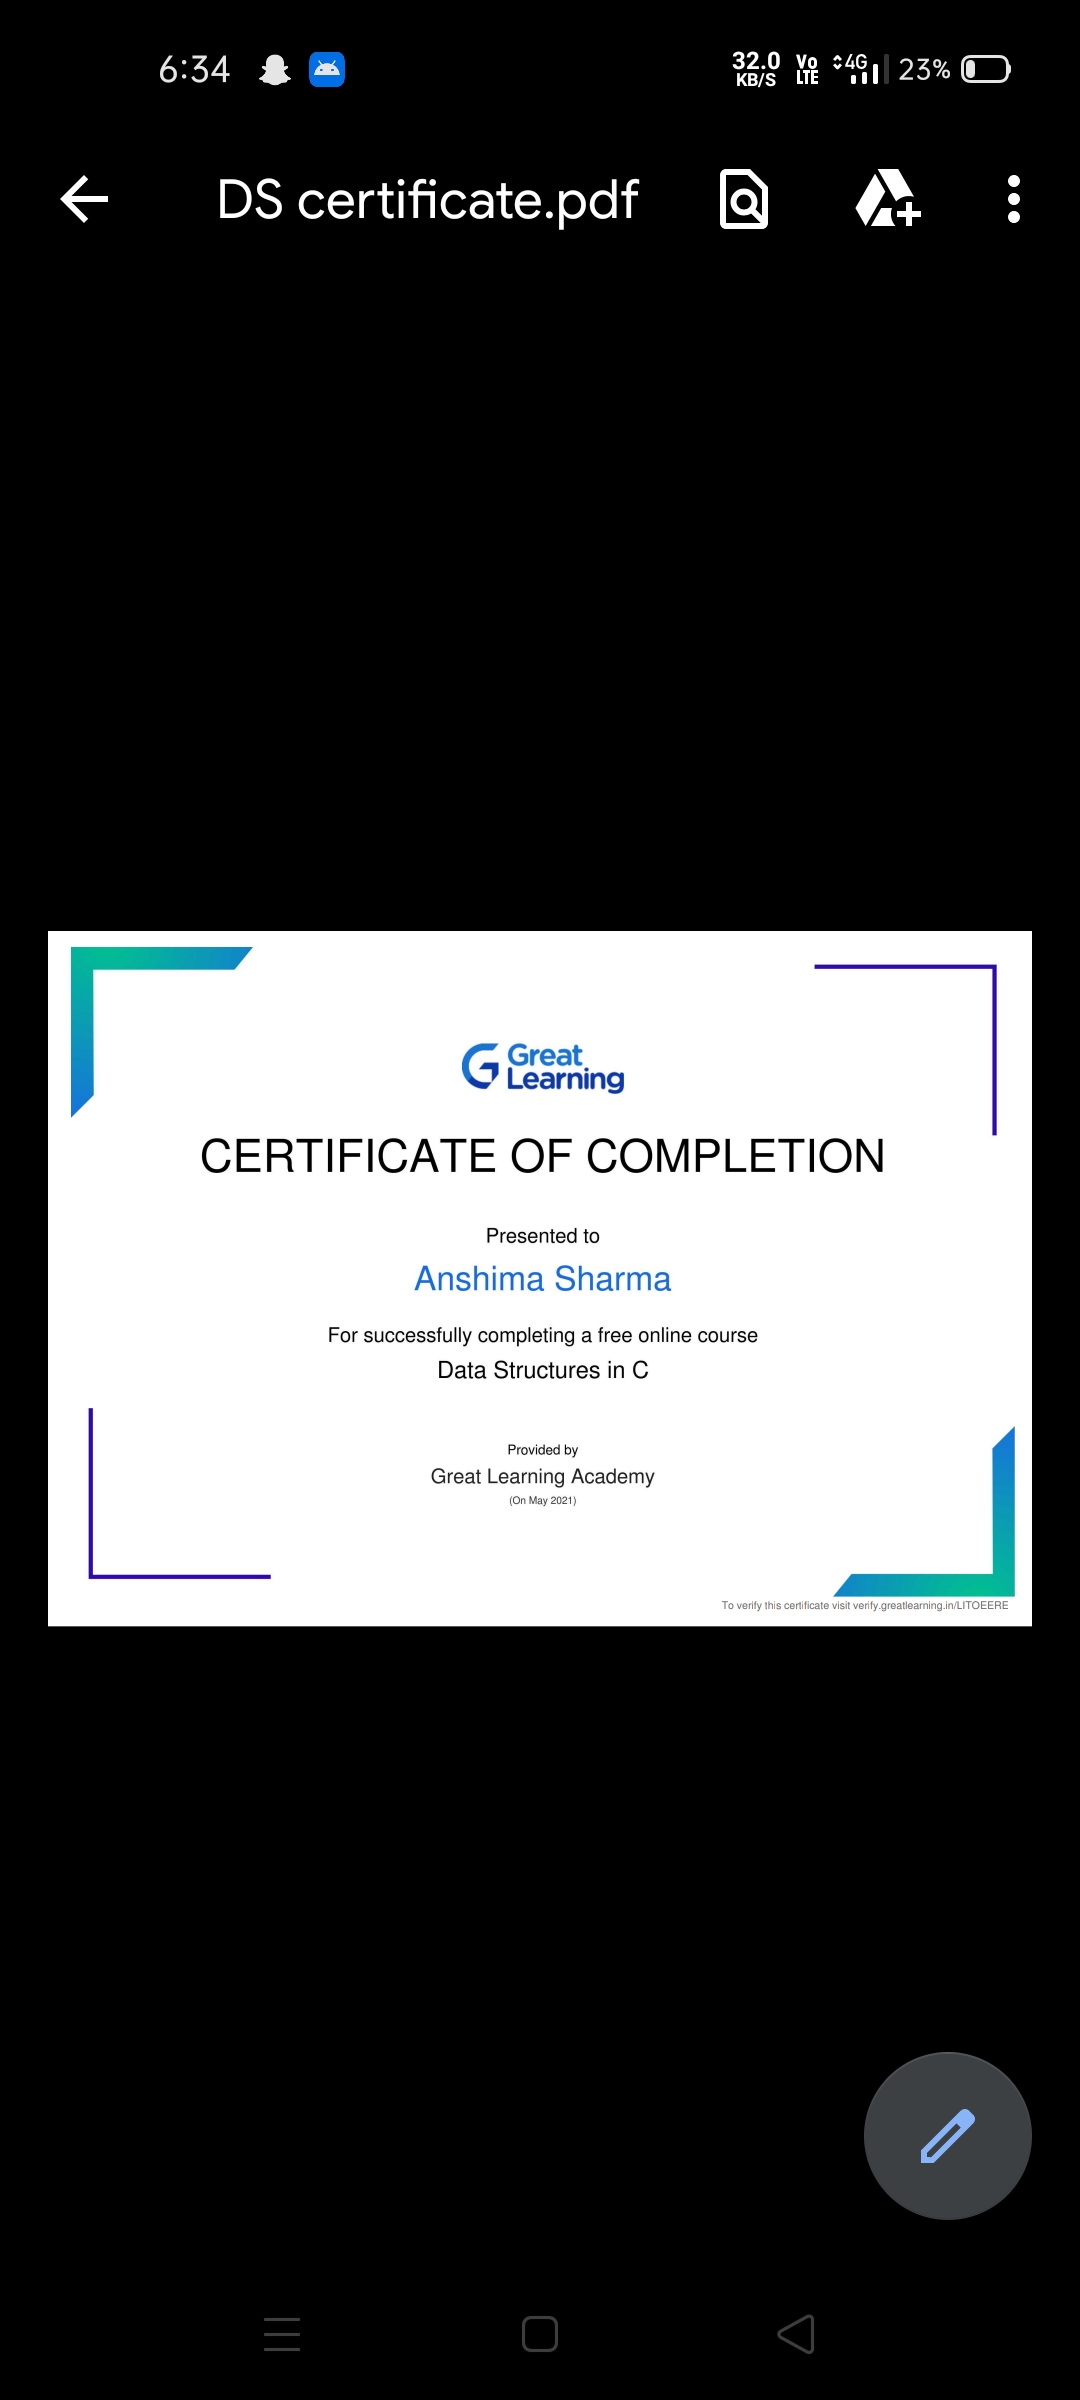 6:34
32.0
KB/S
Vo
LTE
4G
23%
DS certificate.pdf
Great
Learning
CERTIFICATE OF COMPLETION
Presented to
Anshima Sharma
For successfully completing a free online course
Data Structures in C
Provided by
Great Learning Academy
(On May 2021)
To verify this certificate visit verify.greatlearning.in/LITOEERE